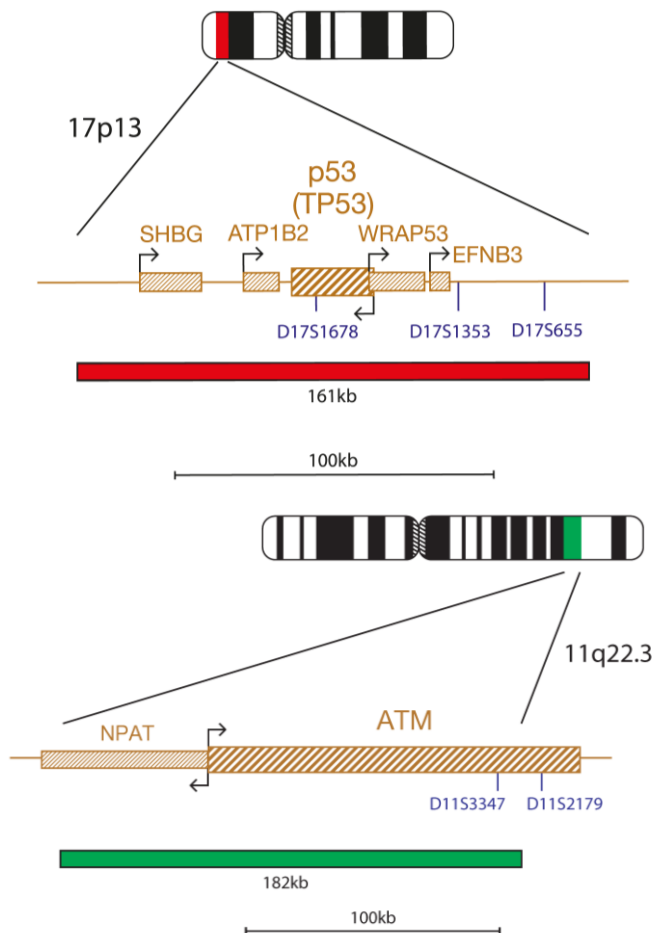 17p13
p53
(TP53)
SHBG
ATP1B2
WRAP53
EFNB3
D17S1678
D17S1353
D17S655
161kb
100kb
11q22.3
NPAT
ATM
D11S3347
D11S2179
182kb
100kb